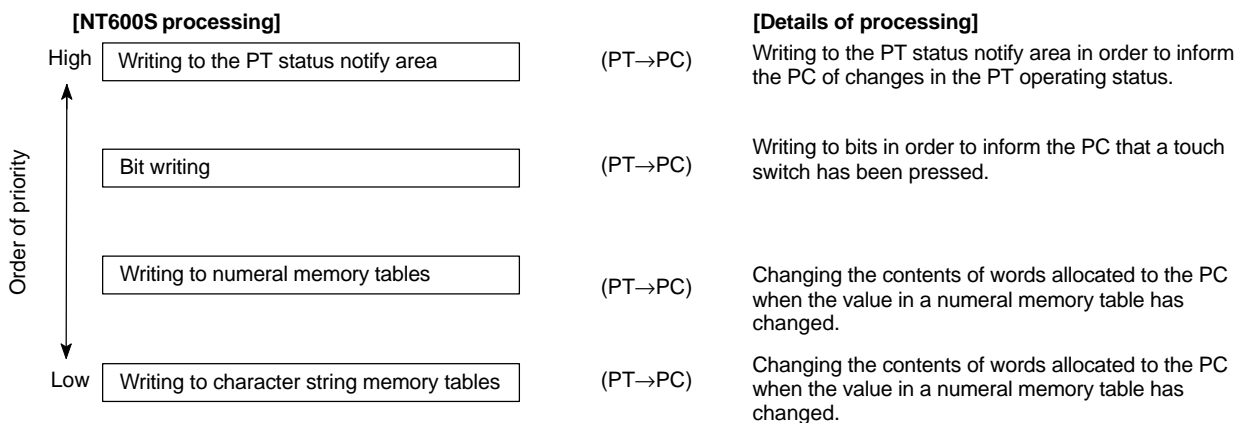 [NT600S processing]
[Details of processing]
High
Writing to the PT status notify area
(PT→PC)
Writing to the PT status notify area in order to inform
the PC of changes in the PT operating status.
Order of priority
Bit writing
(PT→PC)
Writing to bits in order to inform the PC that a touch
switch has been pressed.
Writing to numeral memory tables
(PT→PC)
Changing the contents of words allocated to the PC
when the value in a numeral memory table has
changed.
Low
Writing to character string memory tables
(PT→PC)
Changing the contents of words allocated to the PC
when the value in a numeral memory table has
changed.